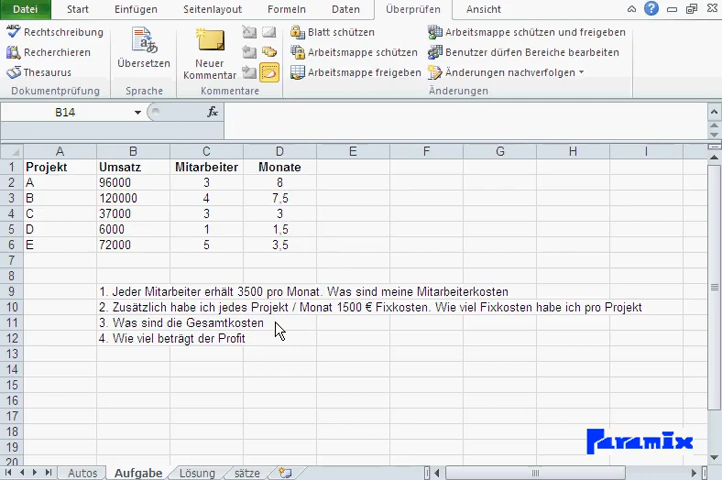 Datei Start Einfügen Seitenlayout Formeln Daten Überprüfen Ansicht
Rechtschreibung
Recherchieren
Thesaurus
Dokumentprüfung
Übersetzen
Sprache
Neuer
Kommentar
Kommentare
Blatt schützen
Arbeitsmappe schützen
Arbeitsmappe freigeben
Arbeitsmappe schützen und freigeben
Benutzer dürfen Bereiche bearbeiten
Änderungen nachverfolgen
Änderungen
B14 fx
A B C D E F G H I
1 Projekt Umsatz Mitarbeiter Monate
2 A 96000 3 8
3 B 120000 4 7,5
4 C 37000 3 3
5 D 6000 1 1,5
6 E 72000 5 3,5
7
8
9 1. Jeder Mitarbeiter erhält 3500 pro Monat. Was sind meine Mitarbeiterkosten
10 2. Zusätzlich habe ich jedes Projekt / Monat 1500 € Fixkosten. Wie viel Fixkosten habe ich pro Projekt
11 3. Was sind die Gesamtkosten
12 4. Wie viel beträgt der Profit
13
14
15
16
17
18
19
20
Paramix
Autos Aufgabe Lösung sätze